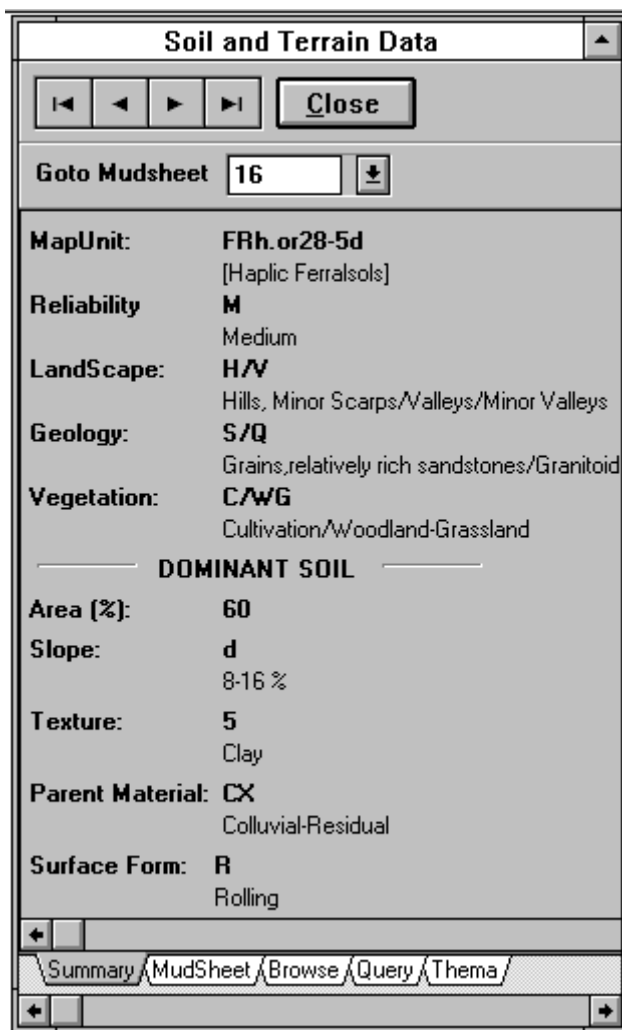 Soil and Terrain Data
Close
Goto Mudsheet 16
MapUnit: FRh.or28-5d
[Haplic Ferralsols]
Reliability M
Medium
LandScape: H/V
Hills, Minor Scarps/Valleys/Minor Valleys
Geology: S/Q
Grains,relatively rich sandstones/Granitoid
Vegetation: C/WG
Cultivation/Woodland-Grassland
DOMINANT SOIL
Area (%): 60
Slope: d
8-16 %
Texture: 5
Clay
Parent Material: CX
Colluvial-Residual
Surface Form: R
Rolling
Summary MudSheet Browse Query Thema